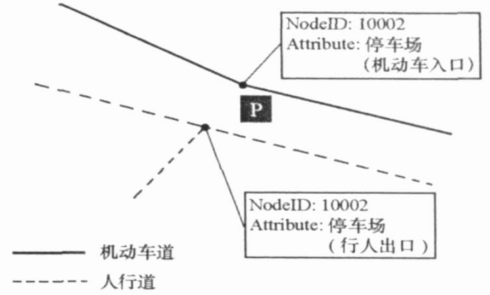 NodeID: 10002
Attribute: 停车场
(机动车入口)
P
NodeID: 10002
Attribute: 停车场
(行人出口)
机动车道
人行道